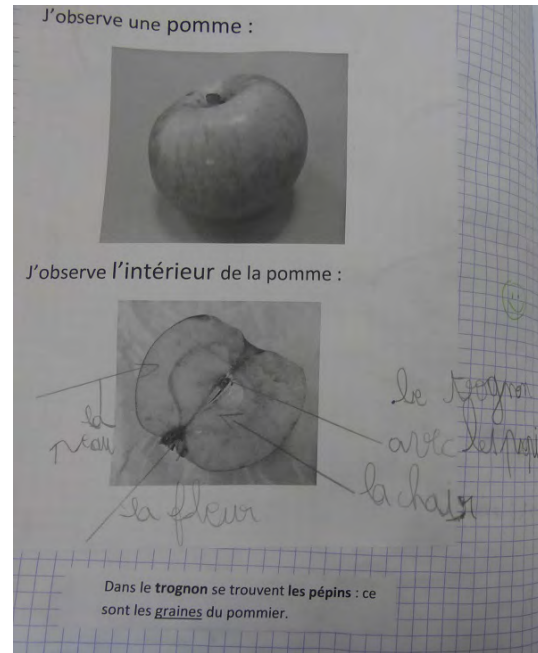 J'observe une pomme :
J'observe l'intérieur de la pomme :
le trognon
avec les pépi
la
peau
la chair
la fleur
Dans le trognon se trouvent les pépins : ce
sont les graines du pommier.